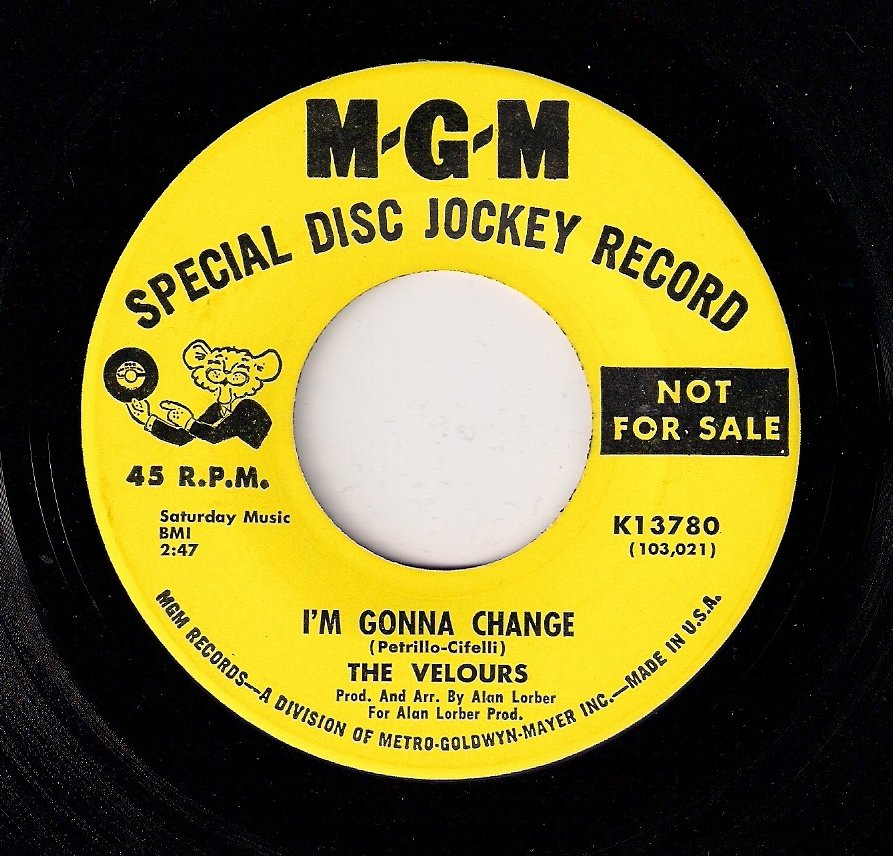 M-G-M
SPECIAL DISC JOCKEY RECORD
NOT
FOR SALE
45 R.P.M.
Saturday Music
BMI
2:47
K13780
(103,021)
I'M GONNA CHANGE
(Petrillo-Cifelli)
THE VELOURS
Prod. And Arr. By Alan Lorber
For Alan Lorber Prod.
MGM RECORDS—A DIVISION OF METRO-GOLDWYN-MAYER INC.—MADE IN U.S.A.